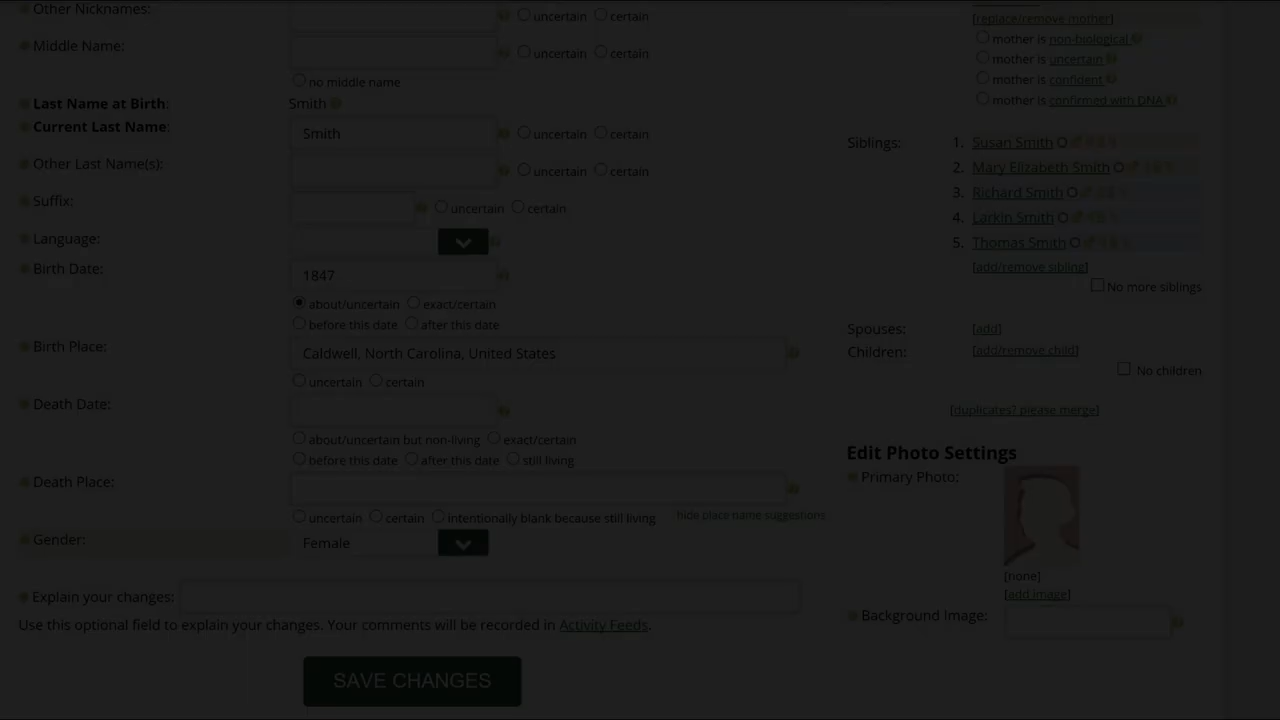 Other Nicknames:
uncertain certain
Middle Name:
uncertain certain
no middle name
Last Name at Birth:
Smith
Current Last Name:
Smith
uncertain certain
Other Last Name(s):
uncertain certain
Suffix:
uncertain certain
Language:
Birth Date:
1847
about/uncertain exact/certain
before this date after this date
Birth Place:
Caldwell, North Carolina, United States
uncertain certain
Death Date:
about/uncertain but non-living exact/certain
before this date after this date still living
Death Place:
uncertain certain intentionally blank because still living
hide place name suggestions
Gender:
Female
Explain your changes:
Use this optional field to explain your changes. Your comments will be recorded in Activity Feeds.
SAVE CHANGES
[replace/remove mother]
mother is non-biological
mother is uncertain
mother is confident
mother is confirmed with DNA
Siblings:
1. Susan Smith
2. Mary Elizabeth Smith
3. Richard Smith
4. Larkin Smith
5. Thomas Smith
[add/remove sibling]
No more siblings
Spouses:
[add]
Children:
[add/remove child]
No children
[duplicates? please merge]
Edit Photo Settings
Primary Photo:
[none]
[add image]
Background Image: